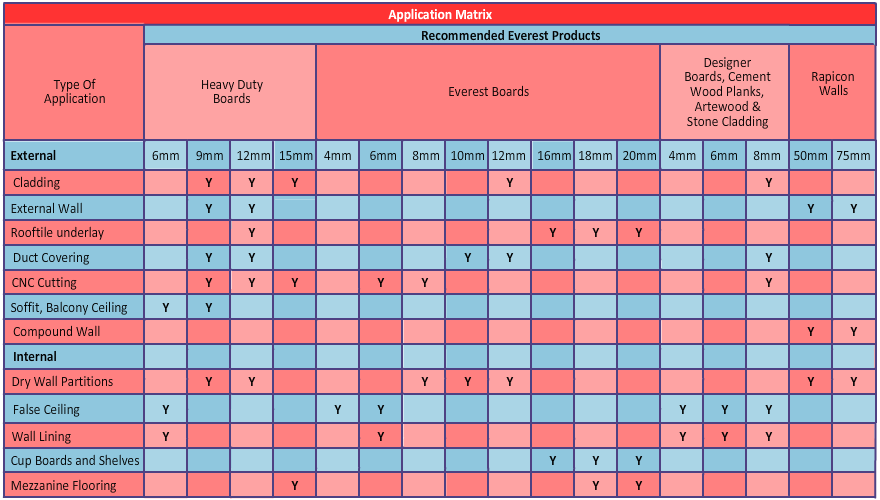 Application Matrix
Recommended Everest Products
Type Of
Application
Heavy Duty
Boards
Everest Boards
Designer
Boards, Cement
Wood Planks,
Artewood &
Stone Cladding
Rapicon
Walls
External 6mm 9mm 12mm 15mm 4mm 6mm 8mm 10mm 12mm 16mm 18mm 20mm 4mm 6mm 8mm 50mm 75mm
Cladding Y Y Y Y Y
External Wall Y Y Y Y
Rooftile underlay Y Y Y Y
Duct Covering Y Y Y Y Y
CNC Cutting Y Y Y Y Y Y
Soffit, Balcony Ceiling Y Y
Compound Wall Y Y
Internal
Dry Wall Partitions Y Y Y Y Y Y Y
False Ceiling Y Y Y Y Y Y
Wall Lining Y Y Y Y Y
Cup Boards and Shelves Y Y Y
Mezzanine Flooring Y Y Y